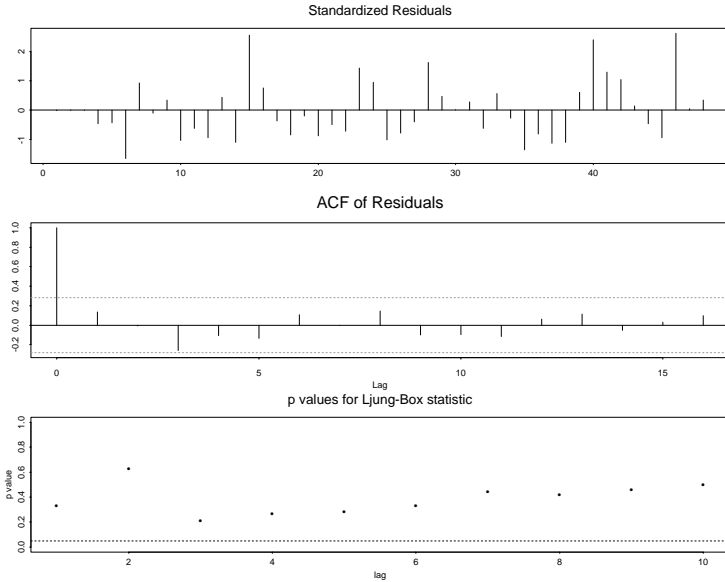 Standardized Residuals
2
1
0
-1
0 10 20 30 40
ACF of Residuals
1.0
0.8
0.6
0.4
0.2
0.0
-0.2
0 5 10 15
Lag
p values for Ljung-Box statistic
p value
1.0
0.8
0.6
0.4
0.2
0.0
2 4 6 8 10
lag